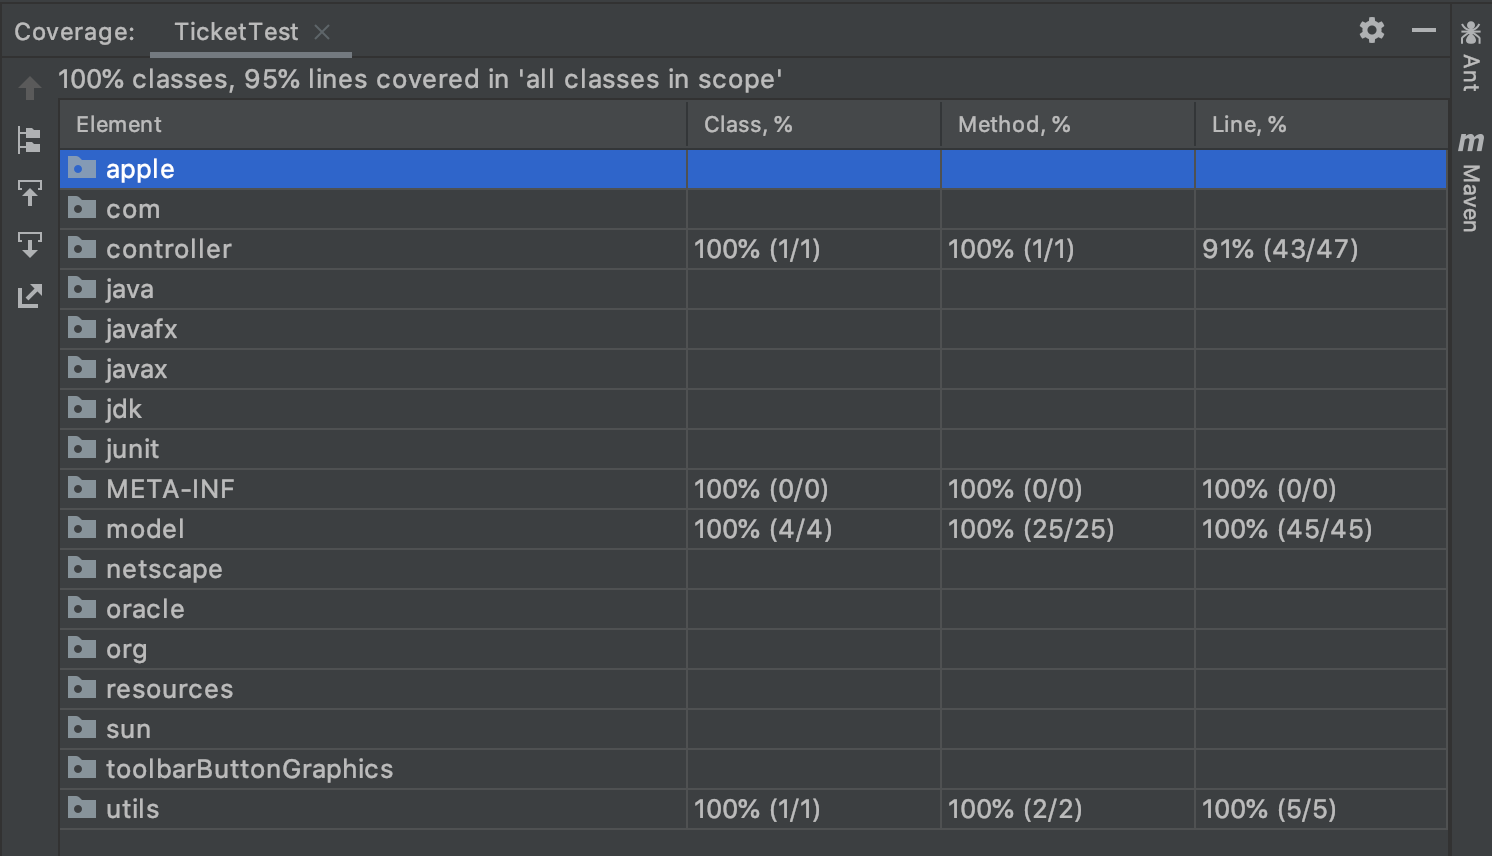 Coverage: TicketTest
100% classes, 95% lines covered in 'all classes in scope'
Element Class, % Method, % Line, %
apple
com
controller 100% (1/1) 100% (1/1) 91% (43/47)
java
javafx
javax
jdk
junit
META-INF 100% (0/0) 100% (0/0) 100% (0/0)
model 100% (4/4) 100% (25/25) 100% (45/45)
netscape
oracle
org
resources
sun
toolbarButtonGraphics
utils 100% (1/1) 100% (2/2) 100% (5/5)
Ant
m Maven